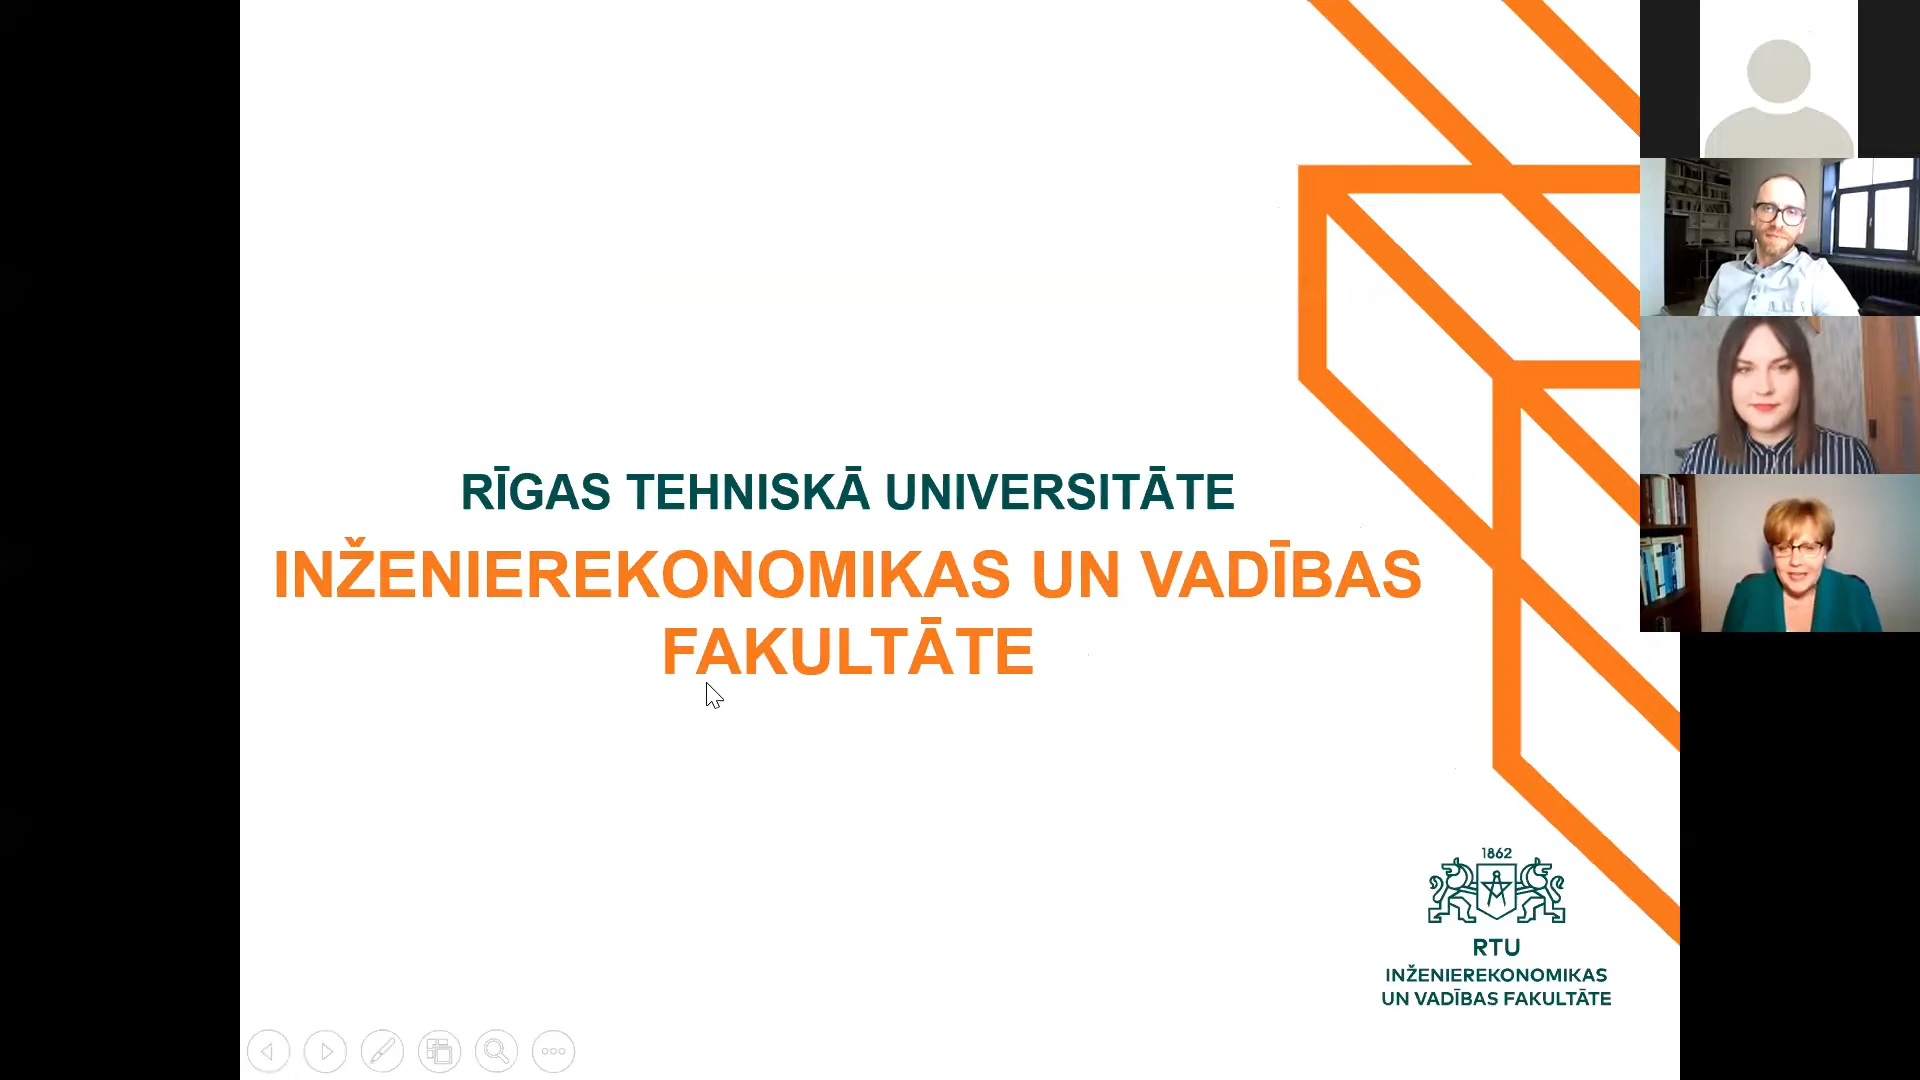 RĪGAS TEHNISKĀ UNIVERSITĀTE
INŽENIEREKONOMIKAS UN VADĪBAS
FAKULTĀTE
1862
RTU
INŽENIEREKONOMIKAS
UN VADĪBAS FAKULTĀTE